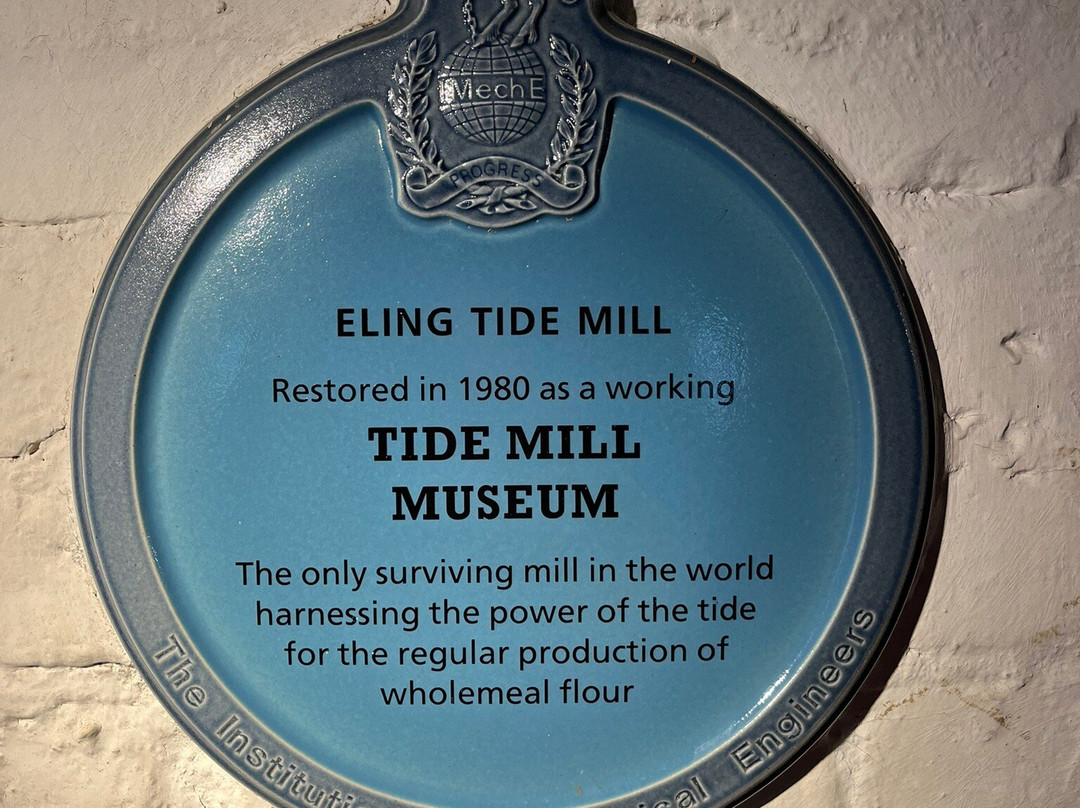 IMechE
PROGRESS
ELING TIDE MILL
Restored in 1980 as a working
TIDE MILL
MUSEUM
The only surviving mill in the world
harnessing the power of the tide
for the regular production of
wholemeal flour
The Engineers